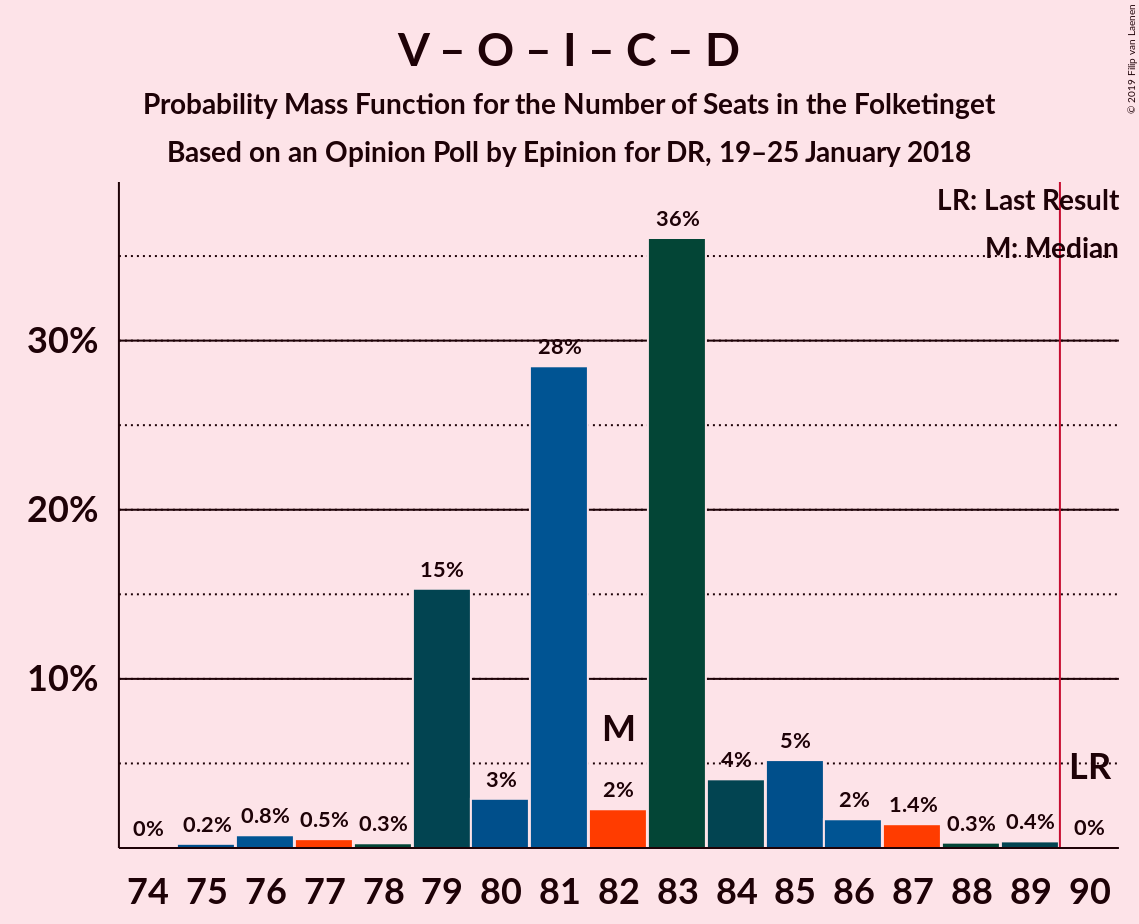 V – O – I – C – D
Probability Mass Function for the Number of Seats in the Folketinget
Based on an Opinion Poll by Epinion for DR, 19–25 January 2018
© 2019 Filip van Laenen
LR: Last Result
M: Median
30%
20%
10%
0%
0.2%
0.8%
0.5%
0.3%
15%
3%
28%
M
2%
36%
4%
5%
2%
1.4%
0.3%
0.4%
LR
0%
74 75 76 77 78 79 80 81 82 83 84 85 86 87 88 89 90